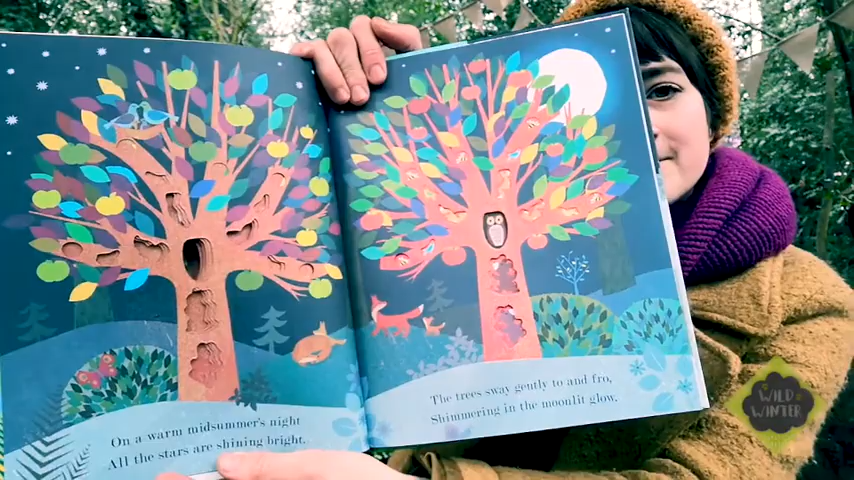 On a warm midsummer's night
All the stars are shining bright.
The trees sway gently to and fro,
Shimmering in the moonlit glow.
WILD
WINTER